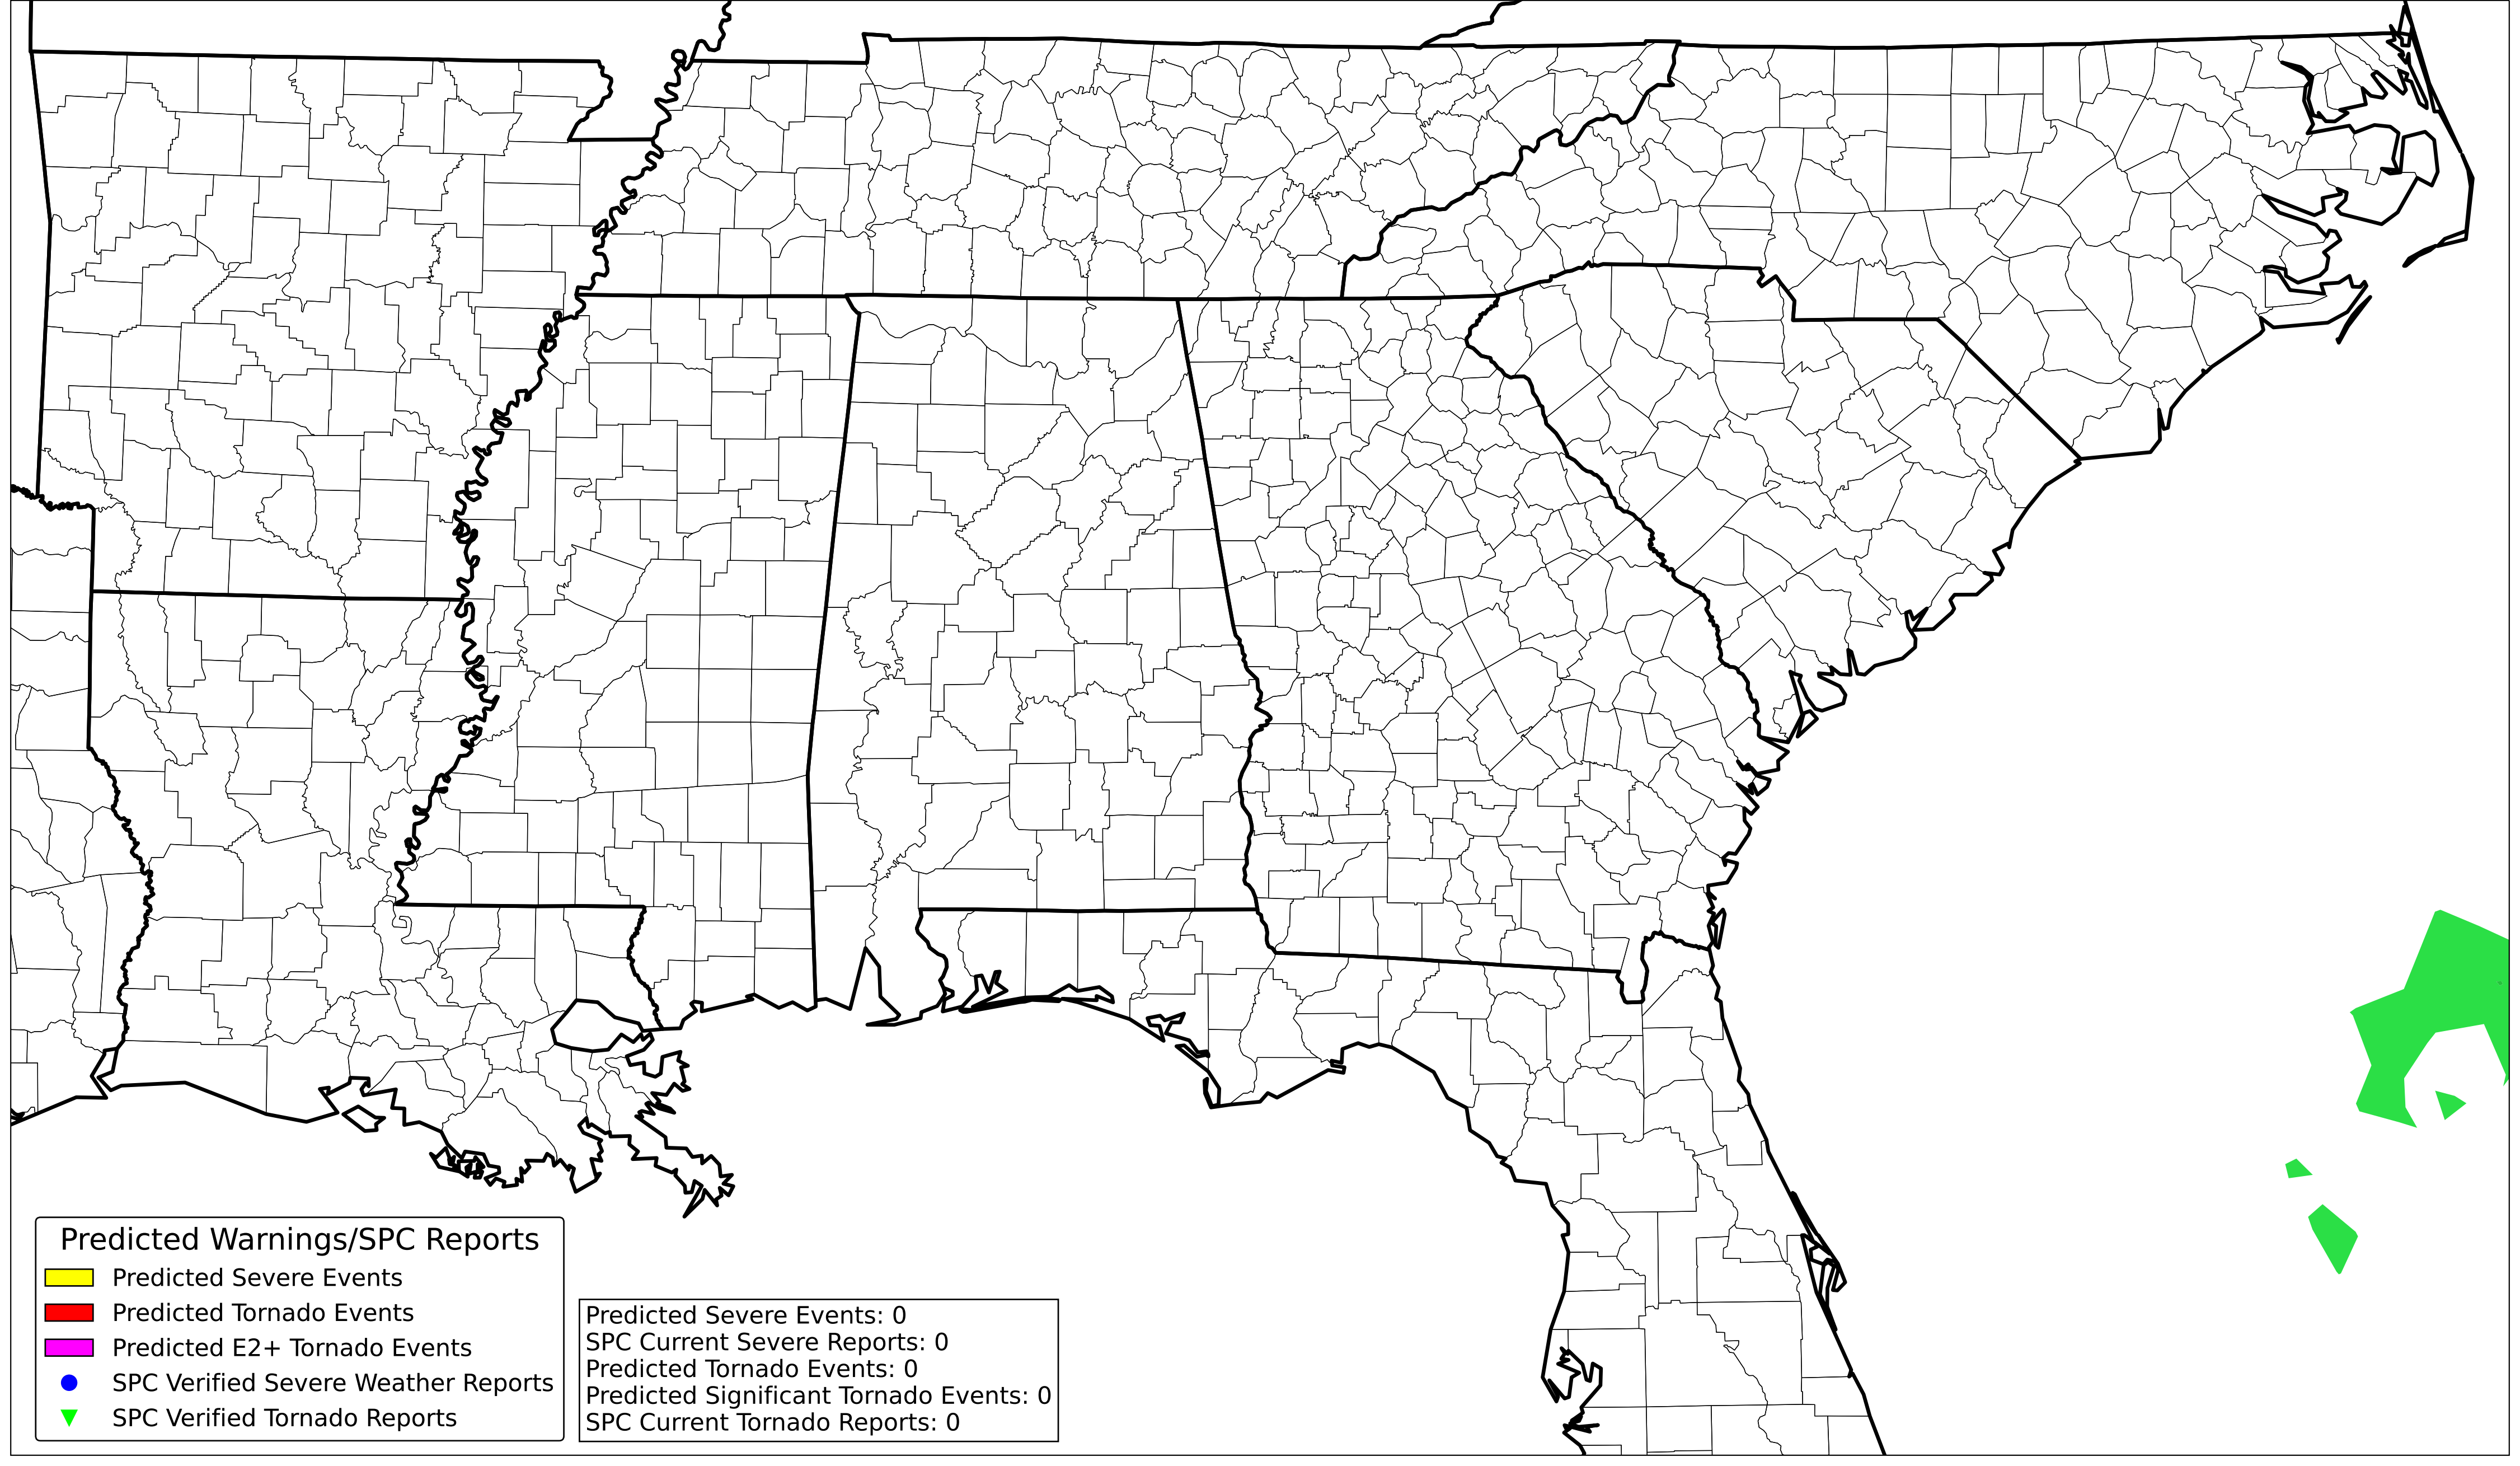 Predicted Warnings/SPC Reports
Predicted Severe Events
Predicted Tornado Events
Predicted E2+ Tornado Events
SPC Verified Severe Weather Reports
SPC Verified Tornado Reports
Predicted Severe Events: 0
SPC Current Severe Reports: 0
Predicted Tornado Events: 0
Predicted Significant Tornado Events: 0
SPC Current Tornado Reports: 0